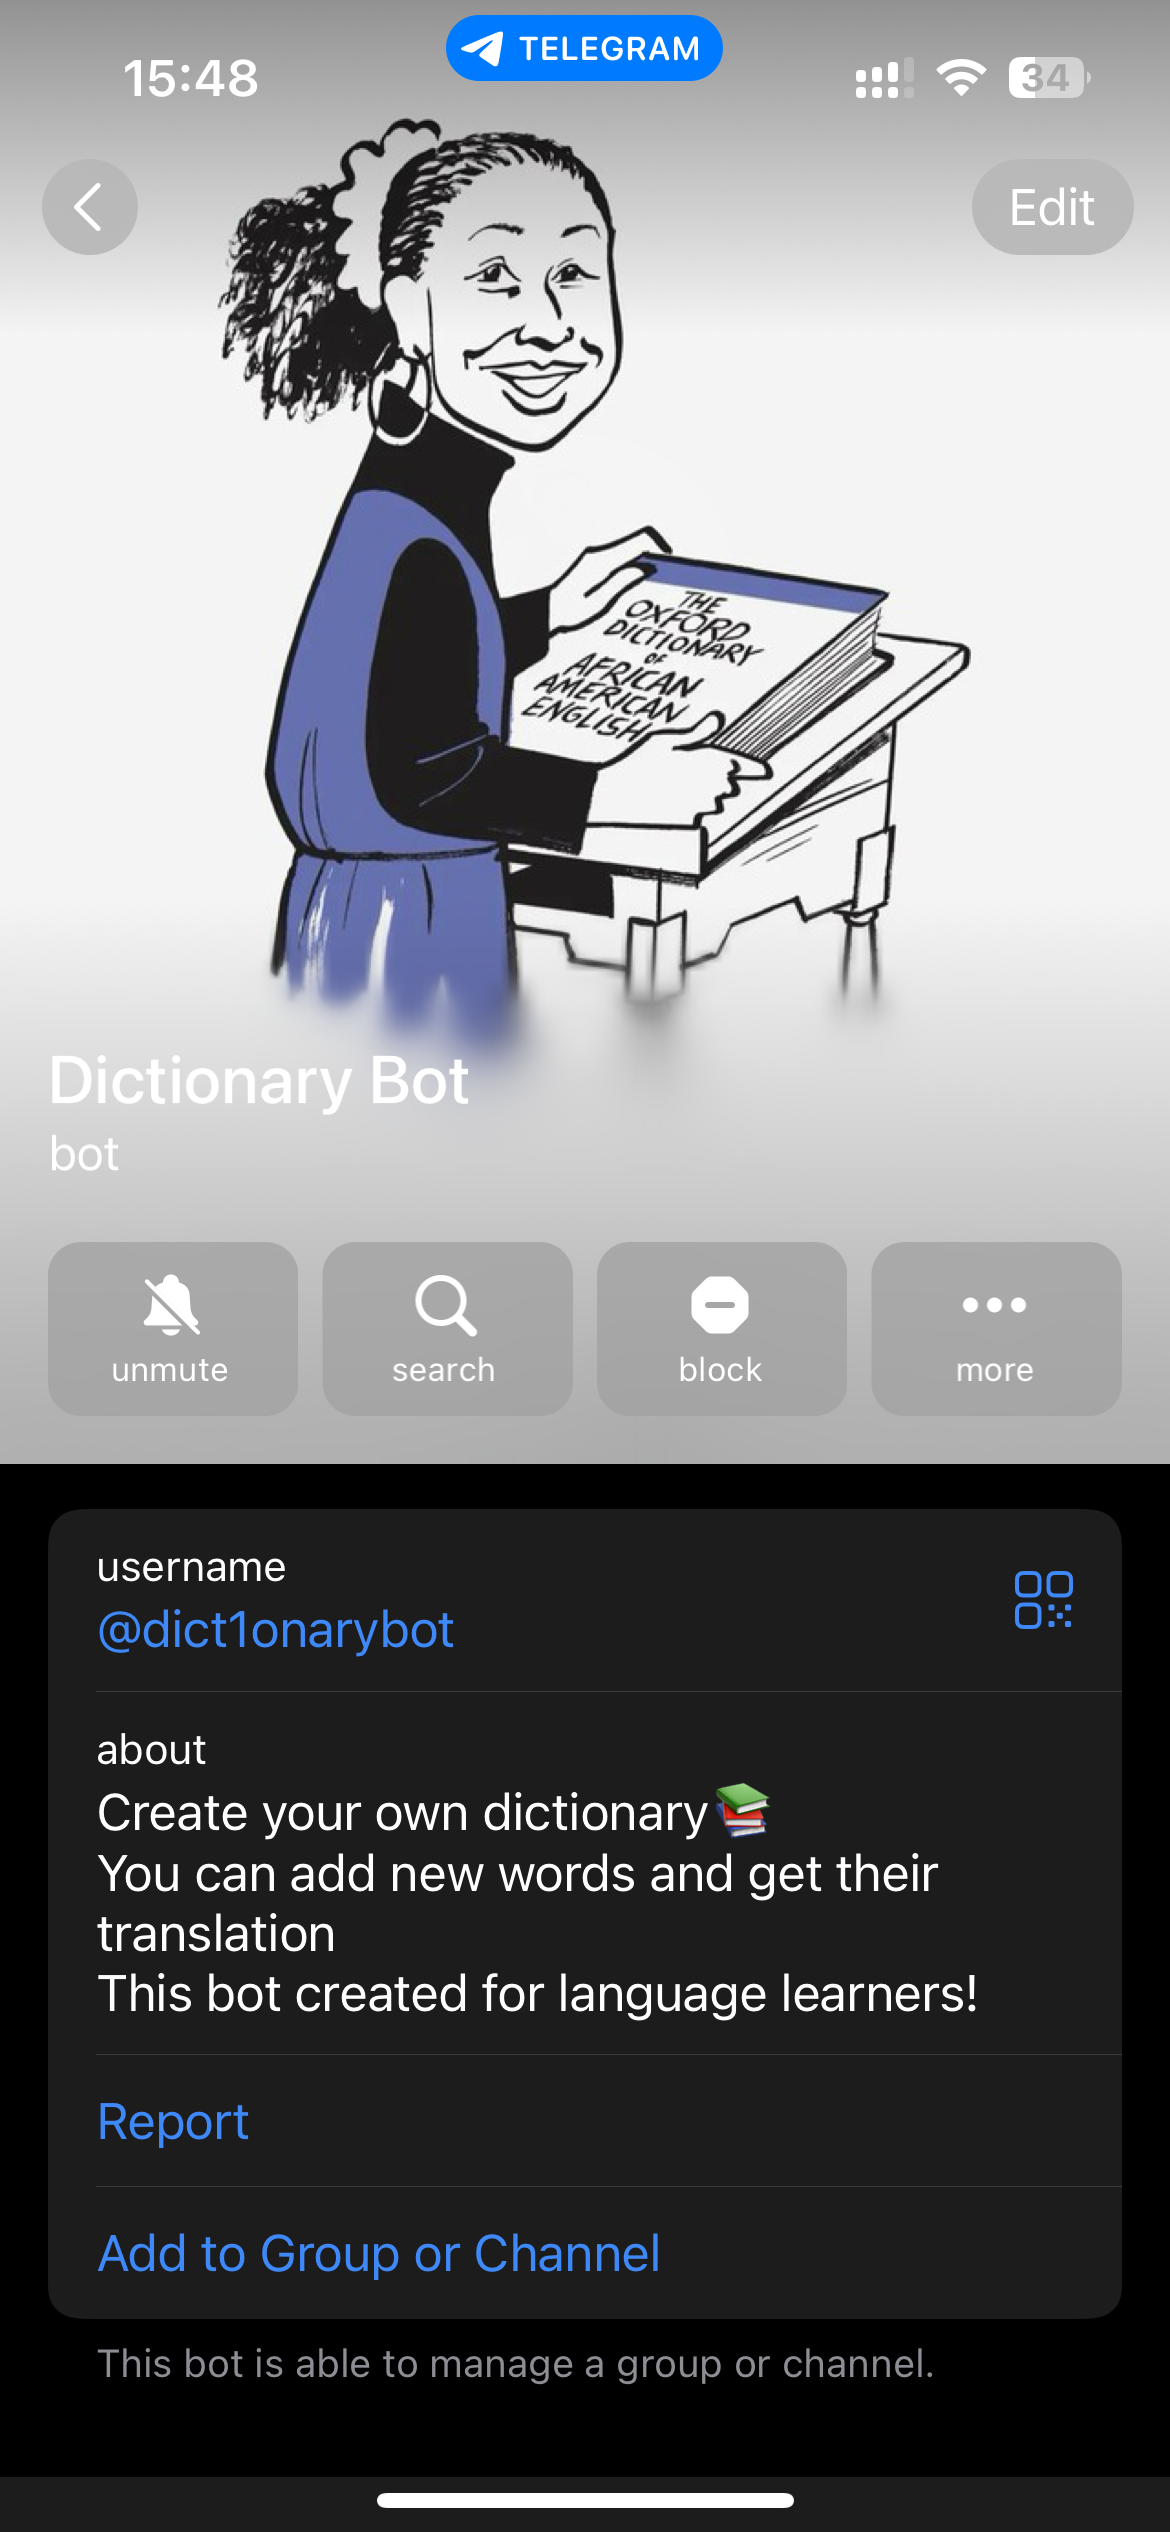 TELEGRAM
15:48
34
Edit
THE
OXFORD
DICTIONARY
OF
AFRICAN
AMERICAN
ENGLISH
Dictionary Bot
bot
unmute
search
block
more
username
@dict1onarybot
about
Create your own dictionary📚
You can add new words and get their
translation
This bot created for language learners!
Report
Add to Group or Channel
This bot is able to manage a group or channel.